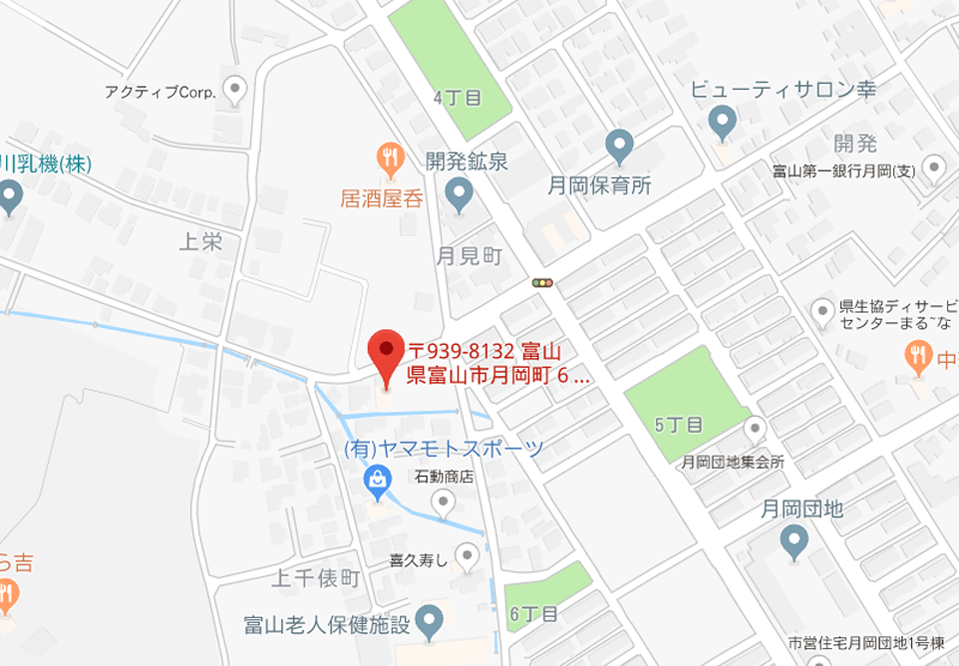 4丁目
アクティブCorp.
ビューティサロン幸
開発
川乳機(株)
開発鉱泉
富山第一銀行月岡(支)
居酒屋呑
月岡保育所
上栄
月見町
県生協デイサービ
センターまる~な
〒939-8132 富山
県富山市月岡町 6 ...
中
5丁目
(有)ヤマモトスポーツ
月岡団地集会所
石動商店
月岡団地
喜久寿し
ら吉
上千俵町
6丁目
富山老人保健施設
市営住宅月岡団地1号棟